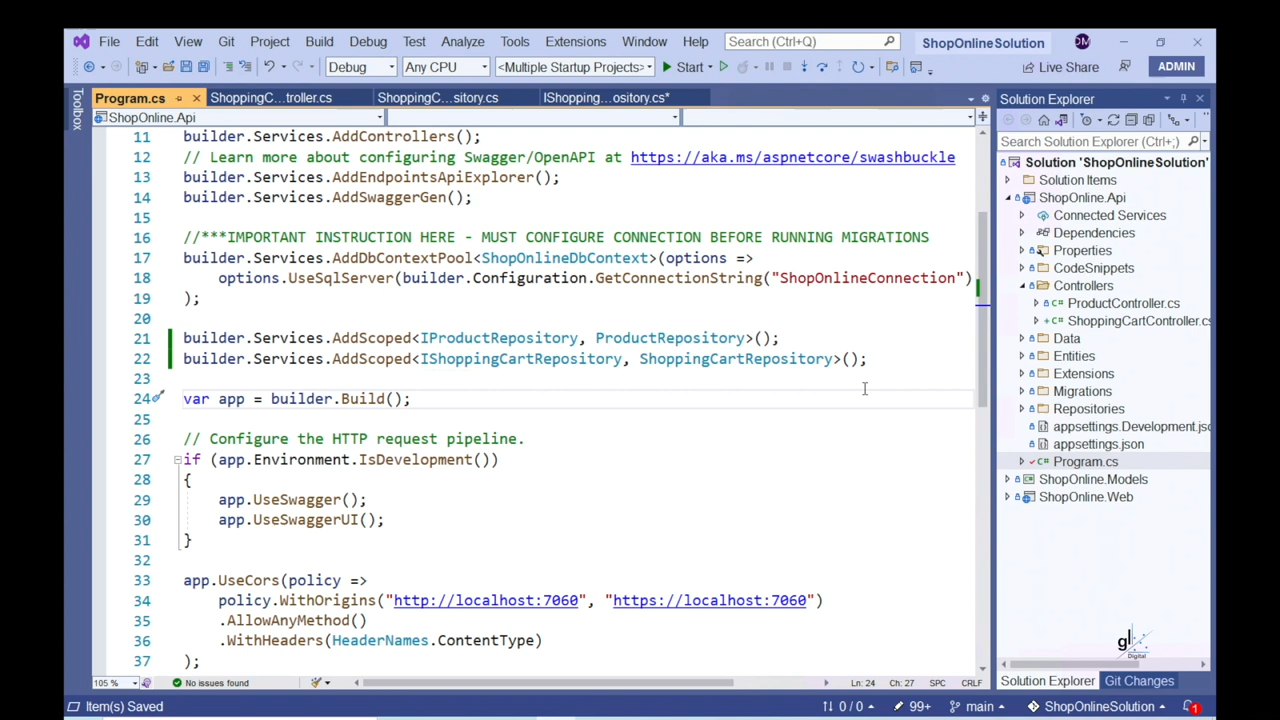 File Edit View Git Project Build Debug Test Analyze Tools Extensions Window Help Search (Ctrl+Q) ShopOnlineSolution DM
Debug Any CPU <Multiple Startup Projects> Start Live Share ADMIN
Toolbox
Program.cs ShoppingC...troller.cs ShoppingC...sitory.cs IShopping...ository.cs*
ShopOnline.Api
11 builder.Services.AddControllers();
12 // Learn more about configuring Swagger/OpenAPI at https://aka.ms/aspnetcore/swashbuckle
13 builder.Services.AddEndpointsApiExplorer();
14 builder.Services.AddSwaggerGen();
15
16 //***IMPORTANT INSTRUCTION HERE - MUST CONFIGURE CONNECTION BEFORE RUNNING MIGRATIONS
17 builder.Services.AddDbContextPool<ShopOnlineDbContext>(options =>
18 options.UseSqlServer(builder.Configuration.GetConnectionString("ShopOnlineConnection")
19 );
20
21 builder.Services.AddScoped<IProductRepository, ProductRepository>();
22 builder.Services.AddScoped<IShoppingCartRepository, ShoppingCartRepository>();
23
24 var app = builder.Build();
25
26 // Configure the HTTP request pipeline.
27 if (app.Environment.IsDevelopment())
28 {
29 app.UseSwagger();
30 app.UseSwaggerUI();
31 }
32
33 app.UseCors(policy =>
34 policy.WithOrigins("http://localhost:7060", "https://localhost:7060")
35 .AllowAnyMethod()
36 .WithHeaders(HeaderNames.ContentType)
37 );
105 % No issues found Ln: 24 Ch: 27 SPC CRLF
Solution Explorer
Search Solution Explorer (Ctrl+;)
Solution 'ShopOnlineSolution'
Solution Items
ShopOnline.Api
Connected Services
Dependencies
Properties
CodeSnippets
Controllers
C# ProductController.cs
C# ShoppingCartController.cs
Data
Entities
Extensions
Migrations
Repositories
appsettings.Development.jso
appsettings.json
C# Program.cs
ShopOnline.Models
ShopOnline.Web
gl
Digital
Solution Explorer Git Changes
Item(s) Saved 0 / 0 99+ main ShopOnlineSolution 1